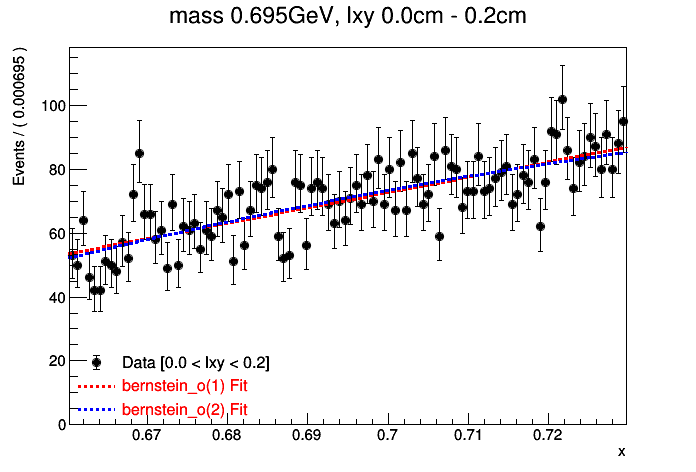 mass 0.695GeV, lxy 0.0cm - 0.2cm
Events / ( 0.000695 )
100
80
60
40
20
0
Data [0.0 < lxy < 0.2]
bernstein_o(1) Fit
bernstein_o(2) Fit
0.67 0.68 0.69 0.7 0.71 0.72
x